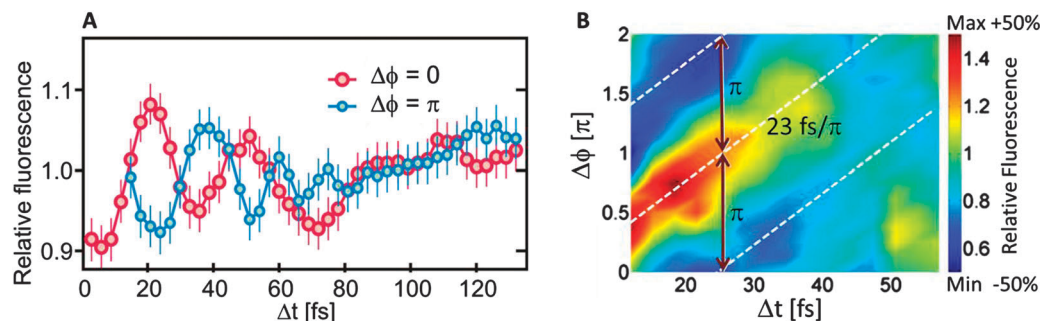 A
Relative fluorescence
1.1
1.0
0.9
Δϕ = 0
Δϕ = π
0 20 40 60 80 100 120
Δt [fs]
B
Δϕ [π]
2
1.5
1
0.5
0
π
π
23 fs/π
20 30 40 50
Δt [fs]
Max +50%
1.4
1.2
1
0.8
0.6
Min -50%
Relative Fluorescence